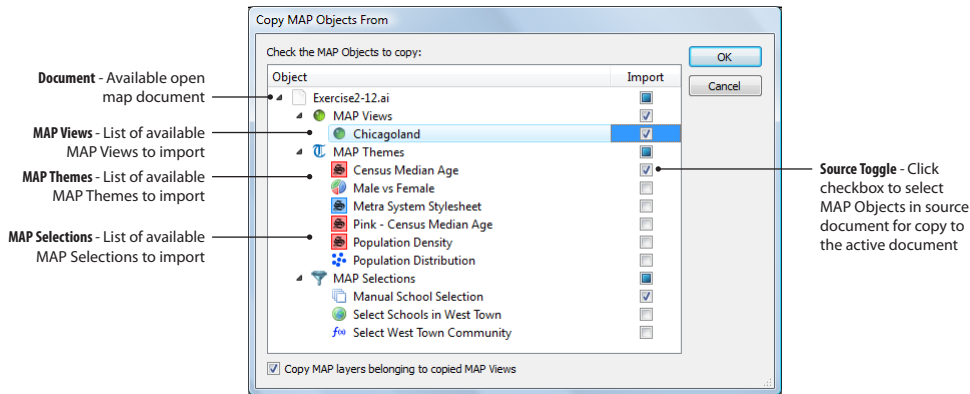 Copy MAP Objects From
Check the MAP Objects to copy:
OK
Cancel
Object Import
Exercise2-12.ai
MAP Views
Chicagoland
MAP Themes
Census Median Age
Male vs Female
Metra System Stylesheet
Pink - Census Median Age
Population Density
Population Distribution
MAP Selections
Manual School Selection
Select Schools in West Town
f(x) Select West Town Community
Copy MAP layers belonging to copied MAP Views
Document - Available open
map document
MAP Views - List of available
MAP Views to import
MAP Themes - List of available
MAP Themes to import
MAP Selections - List of available
MAP Selections to import
Source Toggle - Click
checkbox to select
MAP Objects in source
document for copy to
the active document